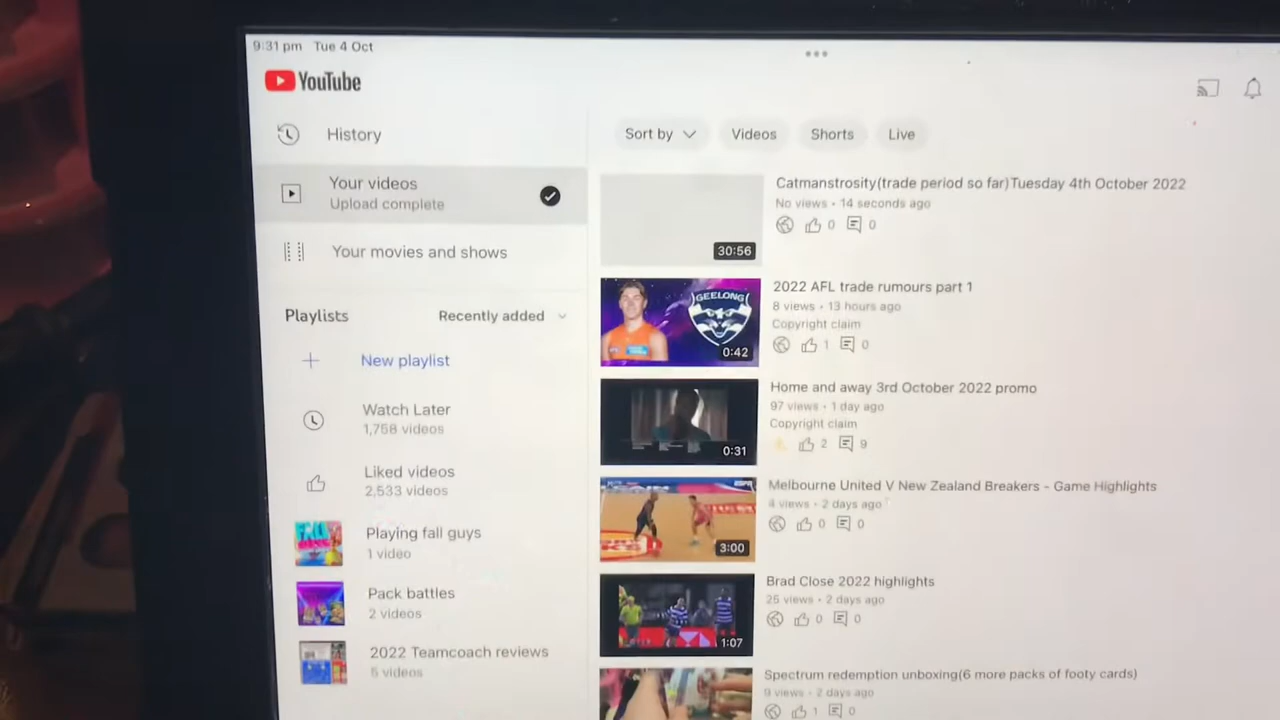 9:31 pm Tue 4 Oct
YouTube
History
Your videos
Upload complete
Your movies and shows
Playlists
Recently added
New playlist
Watch Later
1,758 videos
Liked videos
2,533 videos
Playing fall guys
1 video
Pack battles
2 videos
2022 Teamcoach reviews
5 videos
Sort by
Videos
Shorts
Live
30:56
Catmanstrosity(trade period so far)Tuesday 4th October 2022
No views • 14 seconds ago
0 0
GEELONG
0:42
2022 AFL trade rumours part 1
8 views • 13 hours ago
Copyright claim
1 0
0:31
Home and away 3rd October 2022 promo
97 views • 1 day ago
Copyright claim
2 9
ESPN
3:00
Melbourne United V New Zealand Breakers - Game Highlights
4 views • 2 days ago
0 0
1:07
Brad Close 2022 highlights
25 views • 2 days ago
0 0
Spectrum redemption unboxing(6 more packs of footy cards)
9 views • 2 days ago
1 0